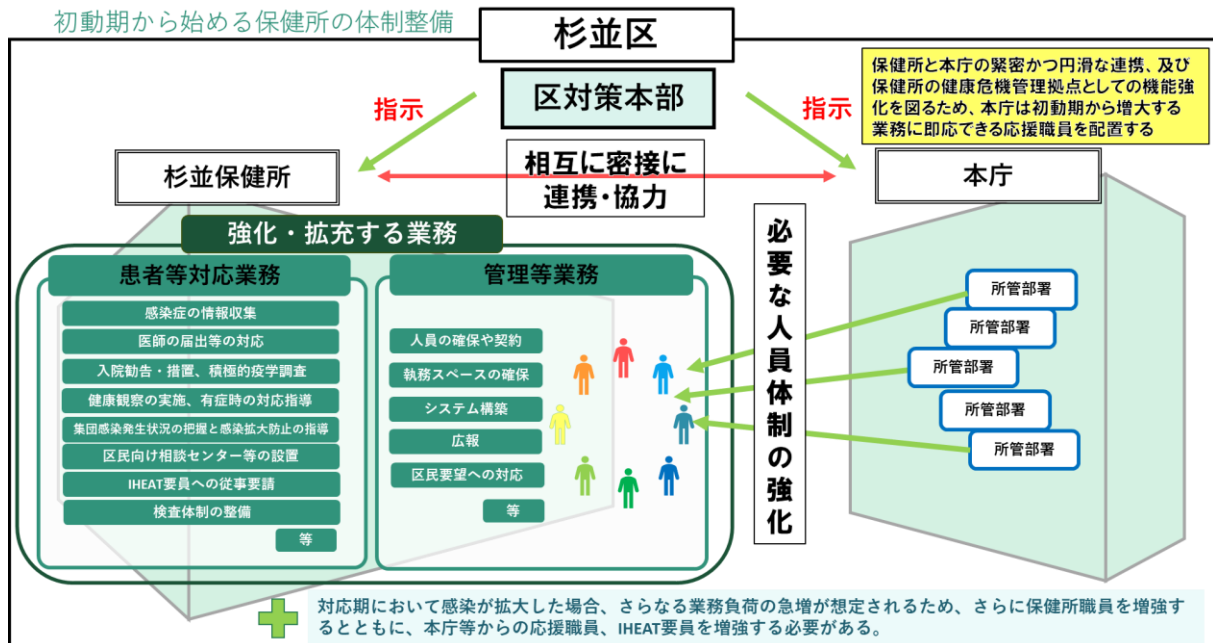 初動期から始める保健所の体制整備
杉並区
区対策本部
指示
指示
保健所と本庁の緊密かつ円滑な連携、及び
保健所の健康危機管理拠点としての機能強
化を図るため、本庁は初動期から増大する
業務に即応できる応援職員を配置する
杉並保健所
相互に密接に
連携・協力
本庁
強化・拡充する業務
患者等対応業務
感染症の情報収集
医師の届出等の対応
入院勧告・措置、積極的疫学調査
健康観察の実施、有症時の対応指導
集団感染発生状況の把握と感染拡大防止の指導
区民向け相談センター等の設置
IHEAT要員への従事要請
検査体制の整備
等
管理等業務
人員の確保や契約
執務スペースの確保
システム構築
広報
区民要望への対応
等
必要な人員体制の強化
所管部署
所管部署
所管部署
所管部署
所管部署
対応期において感染が拡大した場合、さらなる業務負荷の急増が想定されるため、さらに保健所職員を増強す
るとともに、本庁等からの応援職員、IHEAT要員を増強する必要がある。